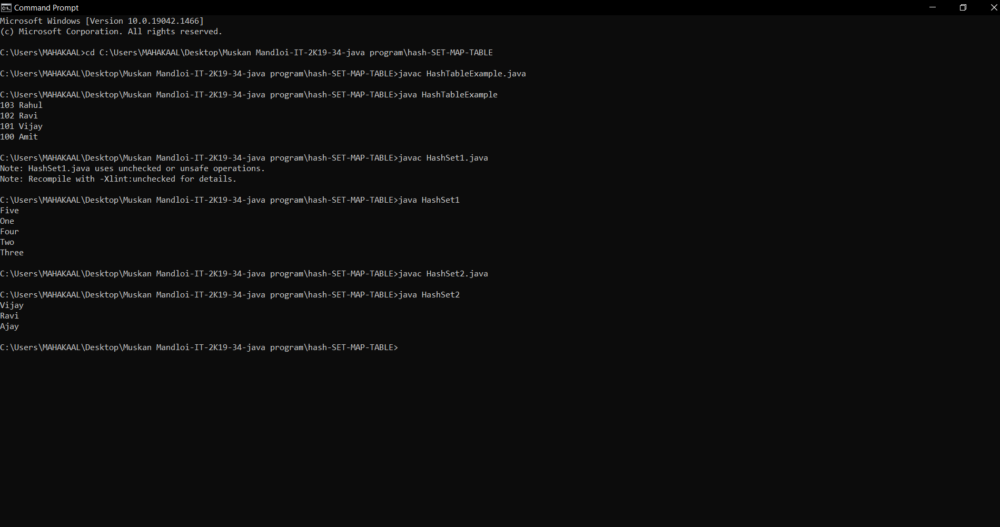 Command Prompt
Microsoft Windows [Version 10.0.19042.1466]
(c) Microsoft Corporation. All rights reserved.
C:\Users\MAHAKAAL>cd C:\Users\MAHAKAAL\Desktop\Muskan Mandloi-IT-2K19-34-java program\hash-SET-MAP-TABLE
C:\Users\MAHAKAAL\Desktop\Muskan Mandloi-IT-2K19-34-java program\hash-SET-MAP-TABLE>javac HashTableExample.java
C:\Users\MAHAKAAL\Desktop\Muskan Mandloi-IT-2K19-34-java program\hash-SET-MAP-TABLE>java HashTableExample
103 Rahul
102 Ravi
101 Vijay
100 Amit
C:\Users\MAHAKAAL\Desktop\Muskan Mandloi-IT-2K19-34-java program\hash-SET-MAP-TABLE>javac HashSet1.java
Note: HashSet1.java uses unchecked or unsafe operations.
Note: Recompile with -Xlint:unchecked for details.
C:\Users\MAHAKAAL\Desktop\Muskan Mandloi-IT-2K19-34-java program\hash-SET-MAP-TABLE>java HashSet1
Five
One
Four
Two
Three
C:\Users\MAHAKAAL\Desktop\Muskan Mandloi-IT-2K19-34-java program\hash-SET-MAP-TABLE>javac HashSet2.java
C:\Users\MAHAKAAL\Desktop\Muskan Mandloi-IT-2K19-34-java program\hash-SET-MAP-TABLE>java HashSet2
Vijay
Ravi
Ajay
C:\Users\MAHAKAAL\Desktop\Muskan Mandloi-IT-2K19-34-java program\hash-SET-MAP-TABLE>